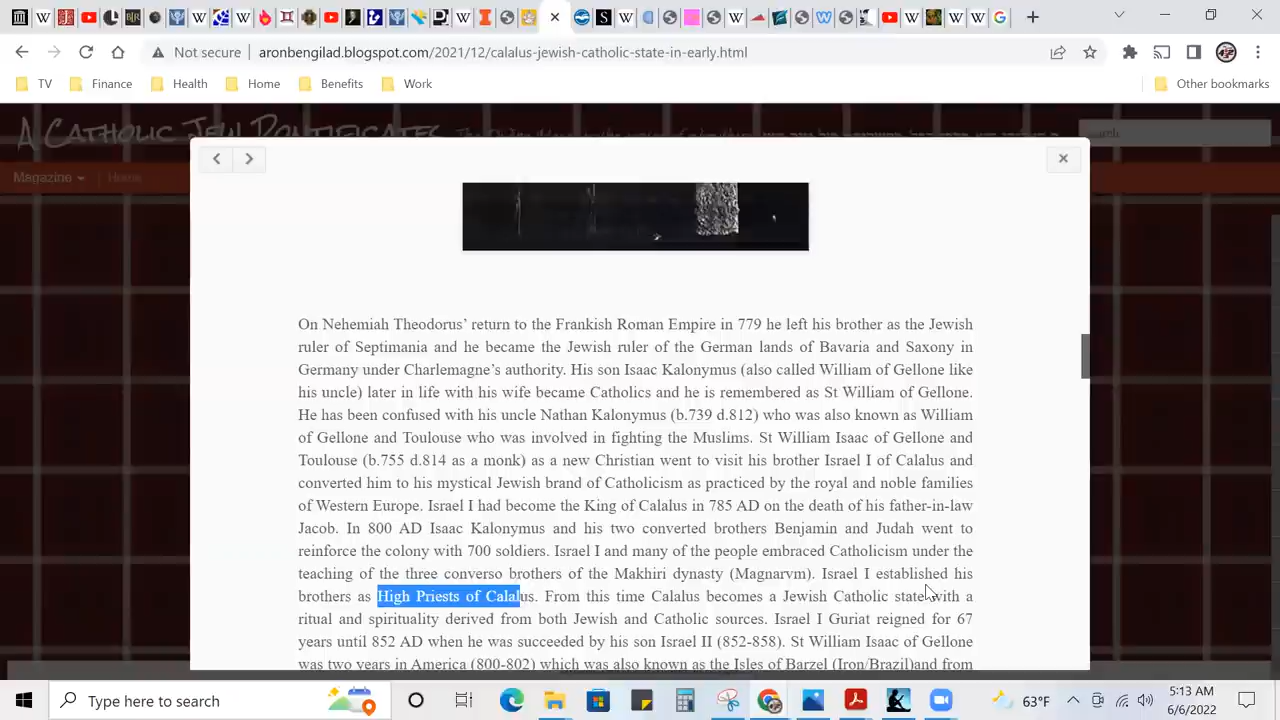 Not secure | aronbengilad.blogspot.com/2021/12/calalus-jewish-catholic-state-in-early.html
TV Finance Health Home Benefits Work Other bookmarks
A Catholic Jew Pontificates
Magazine Home
On Nehemiah Theodorus’ return to the Frankish Roman Empire in 779 he left his brother as the Jewish
ruler of Septimania and he became the Jewish ruler of the German lands of Bavaria and Saxony in
Germany under Charlemagne’s authority. His son Isaac Kalonymus (also called William of Gellone like
his uncle) later in life with his wife became Catholics and he is remembered as St William of Gellone.
He has been confused with his uncle Nathan Kalonymus (b.739 d.812) who was also known as William
of Gellone and Toulouse who was involved in fighting the Muslims. St William Isaac of Gellone and
Toulouse (b.755 d.814 as a monk) as a new Christian went to visit his brother Israel I of Calalus and
converted him to his mystical Jewish brand of Catholicism as practiced by the royal and noble families
of Western Europe. Israel I had become the King of Calalus in 785 AD on the death of his father-in-law
Jacob. In 800 AD Isaac Kalonymus and his two converted brothers Benjamin and Judah went to
reinforce the colony with 700 soldiers. Israel I and many of the people embraced Catholicism under the
teaching of the three converso brothers of the Makhiri dynasty (Magnarvm). Israel I established his
brothers as High Priests of Calalus. From this time Calalus becomes a Jewish Catholic state with a
ritual and spirituality derived from both Jewish and Catholic sources. Israel I Guriat reigned for 67
years until 852 AD when he was succeeded by his son Israel II (852-858). St William Isaac of Gellone
was two years in America (800-802) which was also known as the Isles of Barzel (Iron/Brazil)and from
Type here to search
63°F
5:13 AM
6/6/2022